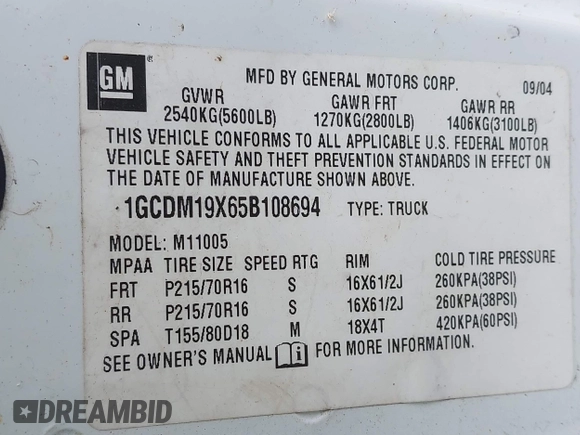 GM ®
MFD BY GENERAL MOTORS CORP. 09/04
GVWR GAWR FRT GAWR RR
2540KG(5600LB) 1270KG(2800LB) 1406KG(3100LB)
THIS VEHICLE CONFORMS TO ALL APPLICABLE U.S. FEDERAL MOTOR
VEHICLE SAFETY AND THEFT PREVENTION STANDARDS IN EFFECT ON
THE DATE OF MANUFACTURE SHOWN ABOVE.
1GCDM19X65B108694 TYPE: TRUCK
MODEL: M11005
MPAA TIRE SIZE SPEED RTG RIM COLD TIRE PRESSURE
FRT P215/70R16 S 16X61/2J 260KPA(38PSI)
RR P215/70R16 S 16X61/2J 260KPA(38PSI)
SPA T155/80D18 M 18X4T 420KPA(60PSI)
SEE OWNER'S MANUAL i FOR MORE INFORMATION.
DREAMBID